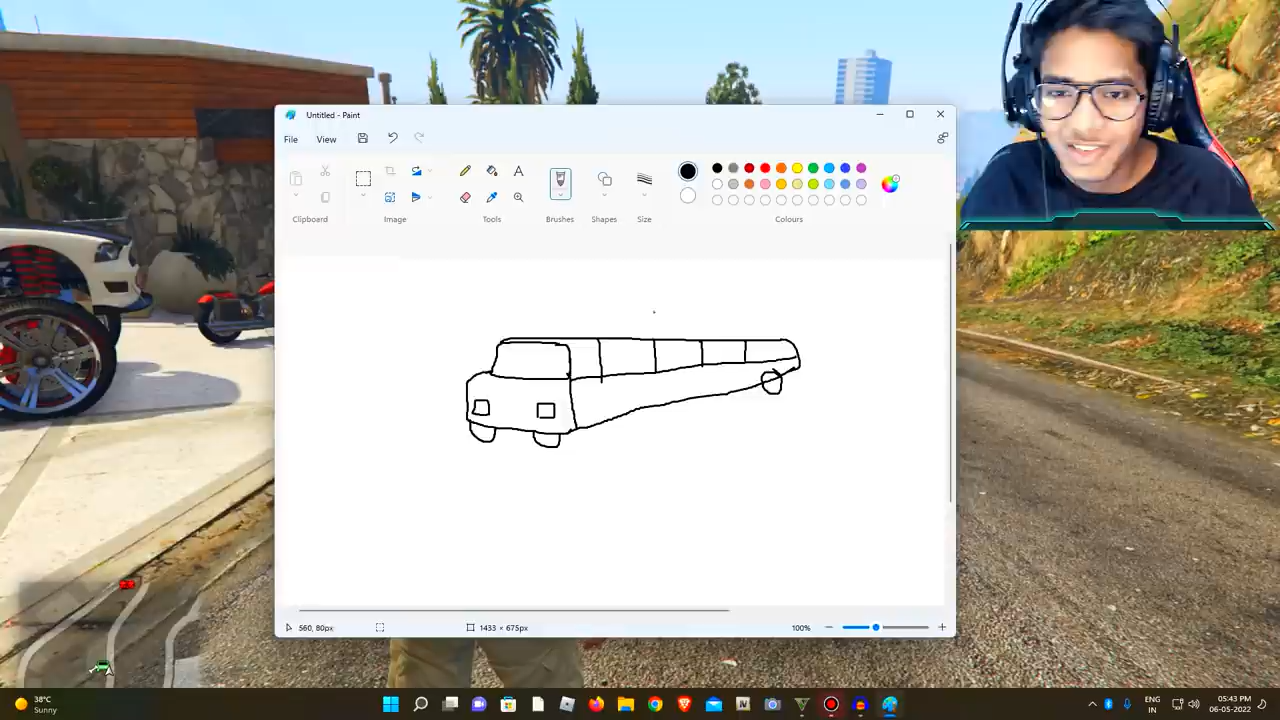 Untitled - Paint
File View
Clipboard
Image
Tools
Brushes
Shapes
Size
Colours
560, 80px
1433 × 675px
100%
38°C
Sunny
ENG
IN
05:43 PM
06-05-2022